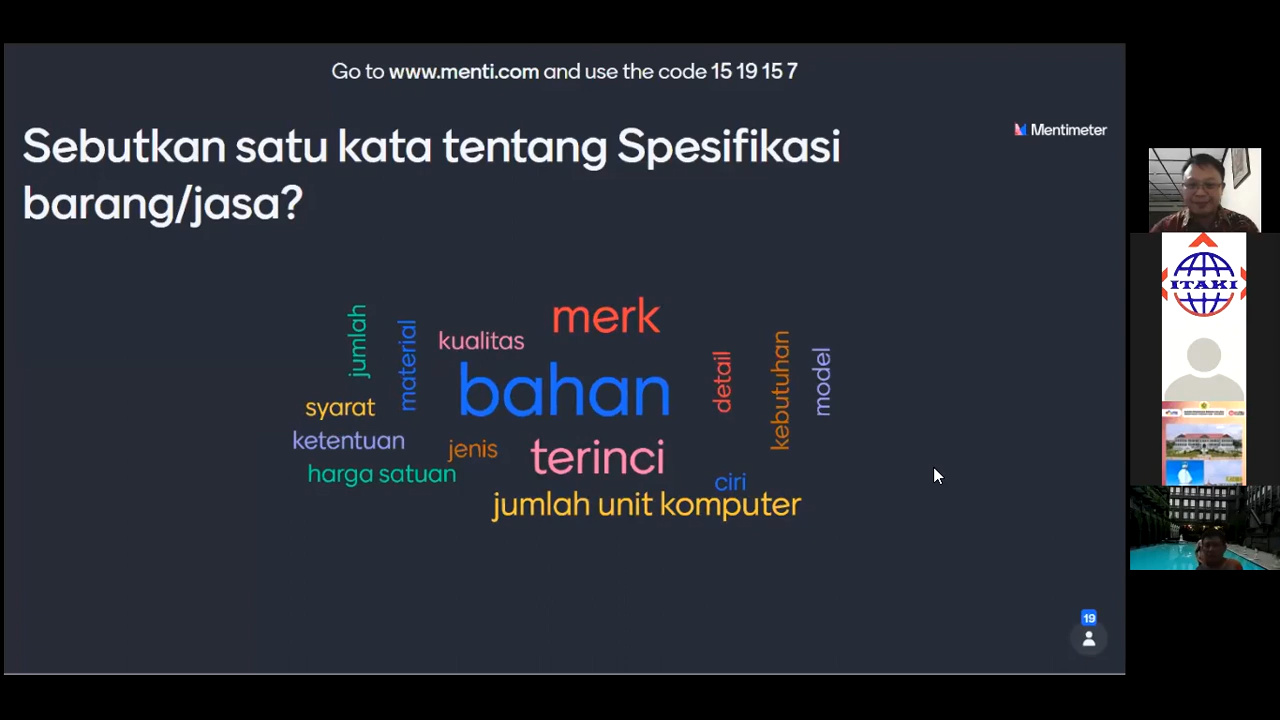 Go to www.menti.com and use the code 15 19 15 7
Mentimeter
Sebutkan satu kata tentang Spesifikasi
barang/jasa?
merk
jumlah
material
kualitas
bahan
detail
kebutuhan
model
syarat
ketentuan
jenis
terinci
harga satuan
ciri
jumlah unit komputer
19
ITAKI